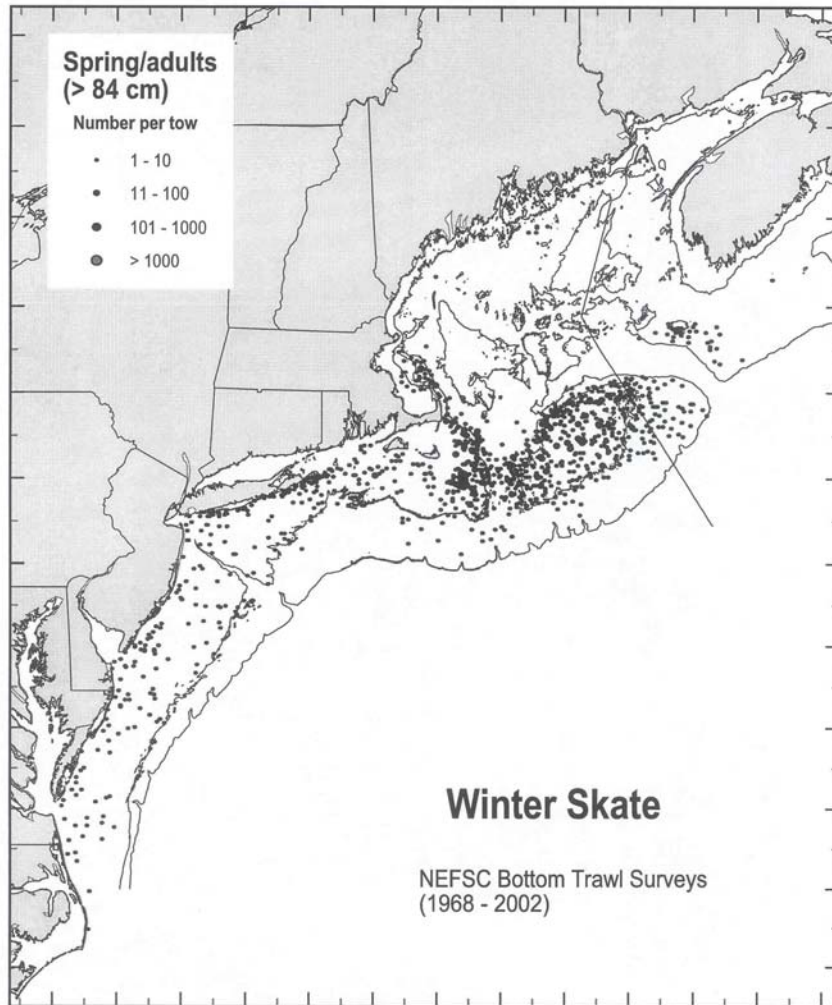 Spring/adults
(> 84 cm)
Number per tow
1 - 10
11 - 100
101 - 1000
> 1000
Winter Skate
NEFSC Bottom Trawl Surveys
(1968 - 2002)